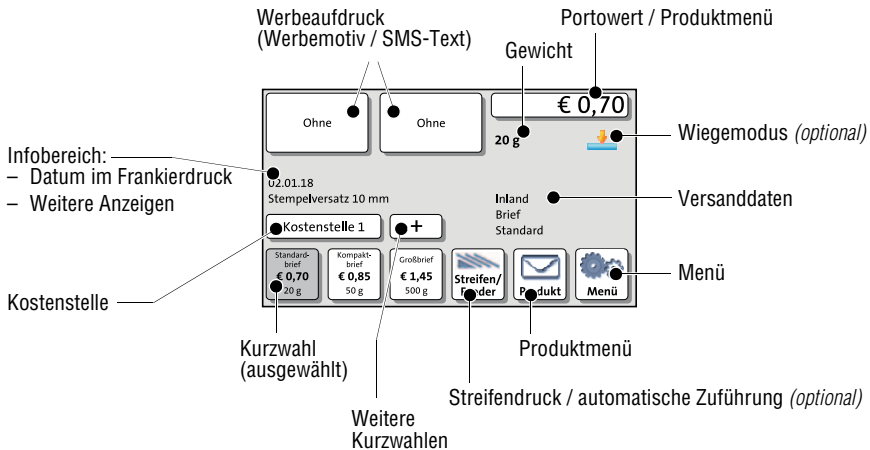 Werbeaufdruck
(Werbemotiv / SMS-Text)
Portowert / Produktmenü
Gewicht
Ohne
Ohne
€ 0,70
20 g
Wiegemodus (optional)
Infobereich:
– Datum im Frankierdruck
– Weitere Anzeigen
02.01.18
Stempelversatz 10 mm
Inland
Brief
Standard
Versanddaten
Kostenstelle 1
+
Standard-
brief
€ 0,70
20 g
Kompakt-
brief
€ 0,85
50 g
Großbrief
€ 1,45
500 g
Streifen/
Feeder
Produkt
Menü
Menü
Kostenstelle
Kurzwahl
(ausgewählt)
Produktmenü
Streifendruck / automatische Zuführung (optional)
Weitere
Kurzwahlen